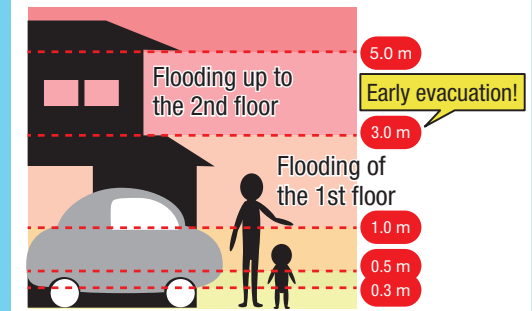 5.0 m
Flooding up to
the 2nd floor
Early evacuation!
3.0 m
Flooding of
the 1st floor
1.0 m
0.5 m
0.3 m